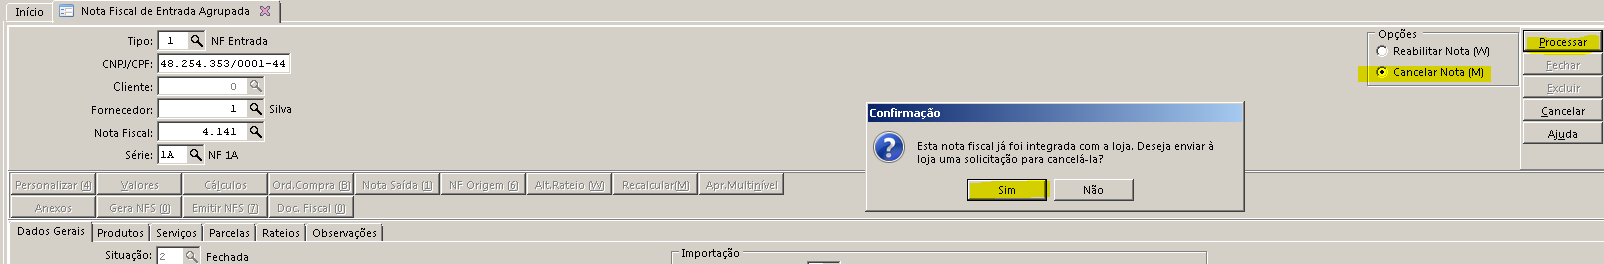 Início Nota Fiscal de Entrada Agrupada
Tipo: 1 NF Entrada
CNPJ/CPF: 48.254.353/0001-44
Cliente: 0
Fornecedor: 1 Silva
Nota Fiscal: 4.141
Série: 1A NF 1A
Opções
Reabilitar Nota (W)
Cancelar Nota (M)
Processar
Fechar
Excluir
Cancelar
Ajuda
Confirmação
Esta nota fiscal já foi integrada com a loja. Deseja enviar à
loja uma solicitação para cancelá-la?
Sim Não
Personalizar (4) Valores Cálculos Ord.Compra (B) Nota Saída (1) NF Origem (6) Alt.Rateio (W) Recalcular(M) Apr.Multinível
Anexos Gera NFS (0) Emitir NFS (7) Doc. Fiscal (0)
Dados Gerais Produtos Serviços Parcelas Rateios Observações
Situação: 2 Fechada
Importação